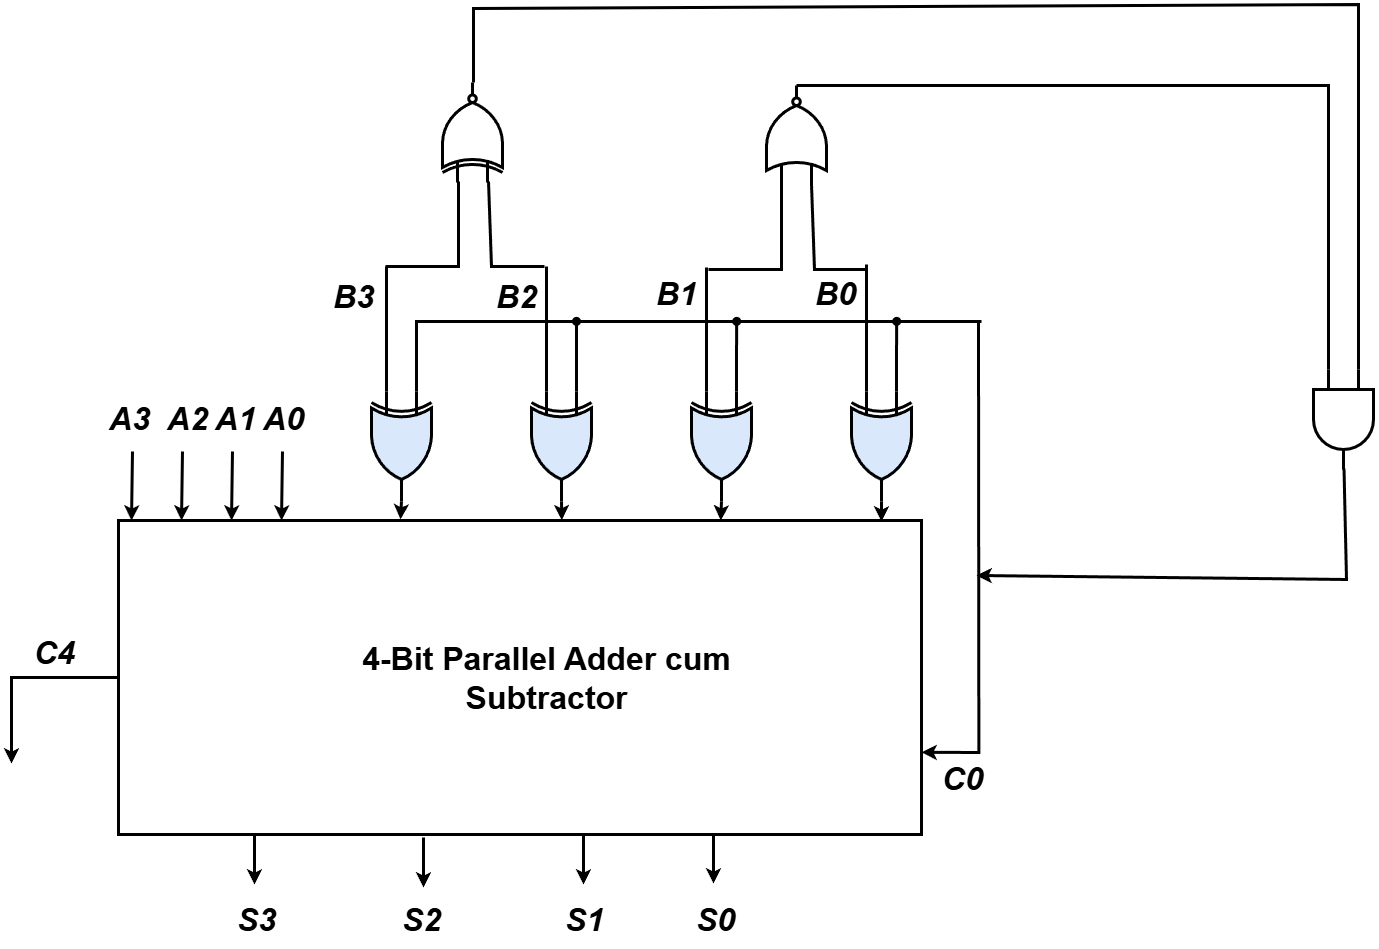 B3 B2 B1 B0
A3 A2 A1 A0
C4
4-Bit Parallel Adder cum
Subtractor
C0
S3 S2 S1 S0